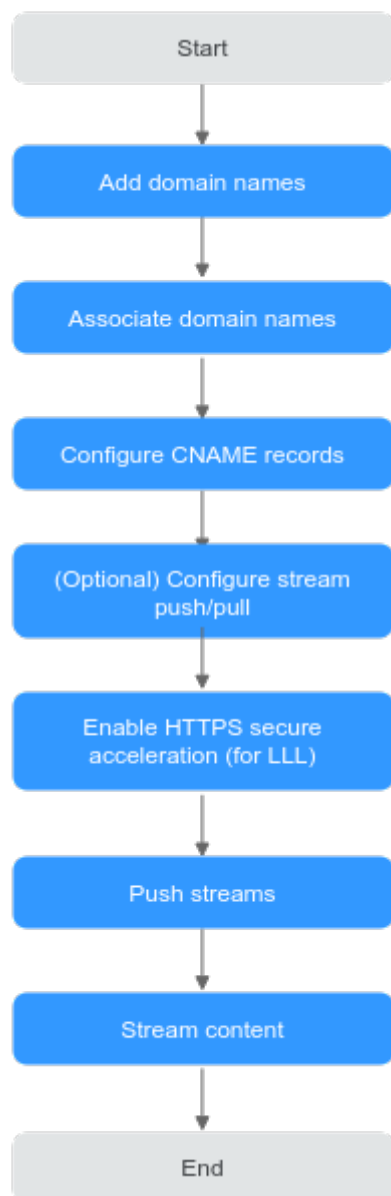 Start
Add domain names
Associate domain names
Configure CNAME records
(Optional) Configure stream
push/pull
Enable HTTPS secure
acceleration (for LLL)
Push streams
Stream content
End